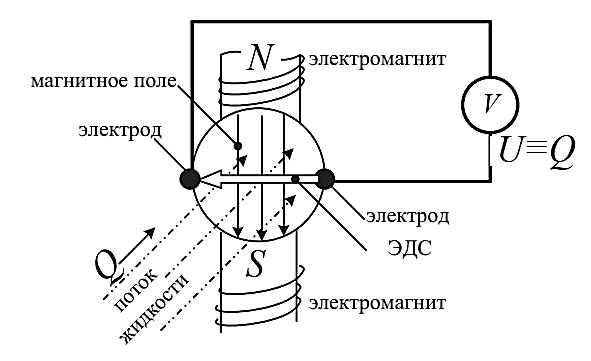 N
электромагнит
магнитное поле
электрод
V
U≡Q
электрод
ЭДС
Q
поток
жидкости
S
электромагнит